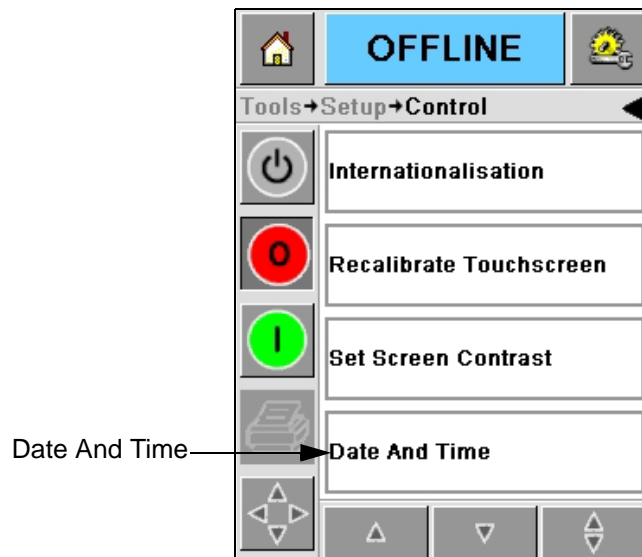 OFFLINE
Tools→Setup→Control
Internationalisation
O
Recalibrate Touchscreen
I
Set Screen Contrast
Date And Time
Date And Time